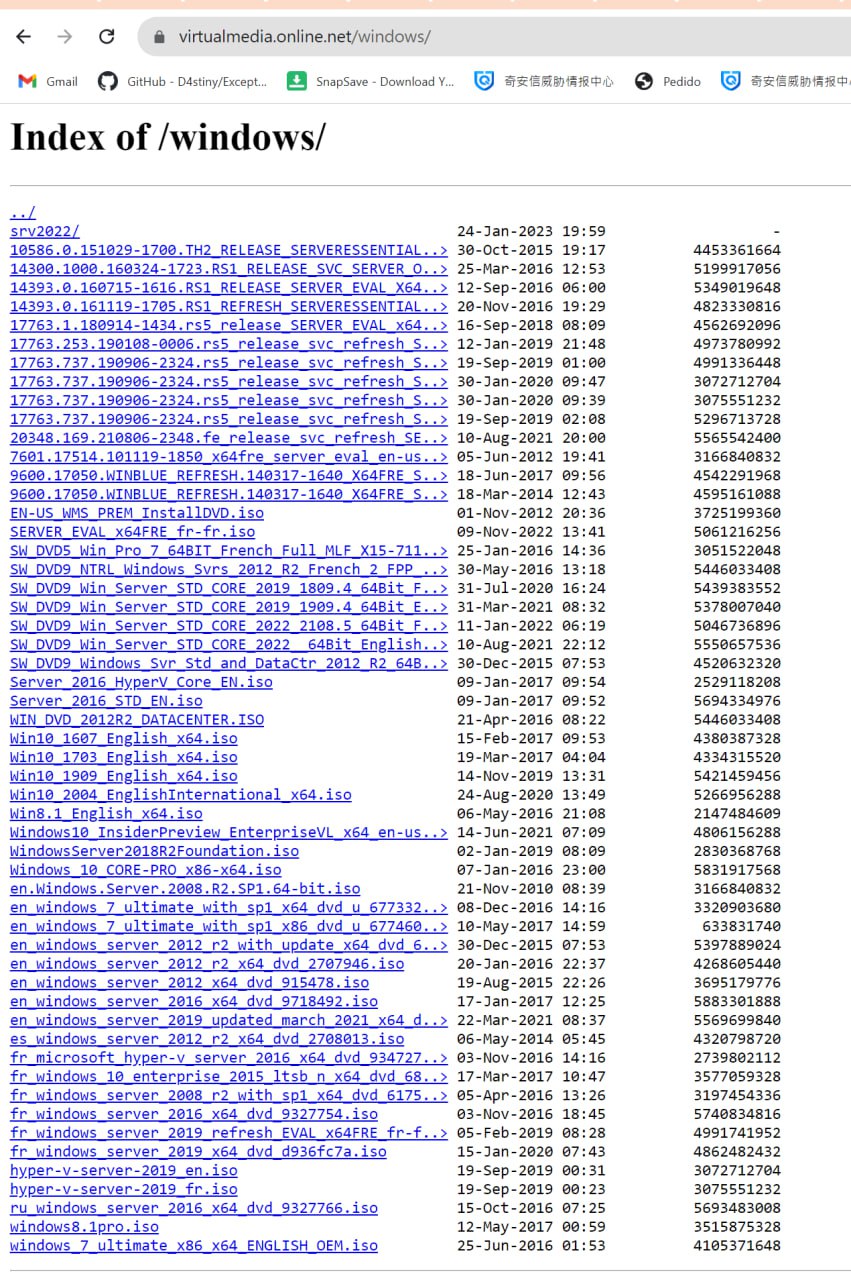 virtualmedia.online.net/windows/
Gmail GitHub - D4stiny/Except... SnapSave - Download Y... 奇安信威胁情报中心 Pedido 奇安信威胁情报中
Index of /windows/
../
srv2022/ 24-Jan-2023 19:59 -
10586.0.151029-1700.TH2_RELEASE_SERVERESSENTIAL..> 30-Oct-2015 19:17 4453361664
14300.1000.160324-1723.RS1_RELEASE_SVC_SERVER_O..> 25-Mar-2016 12:53 5199917056
14393.0.160715-1616.RS1_RELEASE_SERVER_EVAL_X64..> 12-Sep-2016 06:00 5349019648
14393.0.161119-1705.RS1_REFRESH_SERVERESSENTIAL..> 20-Nov-2016 19:29 4823330816
17763.1.180914-1434.rs5_release_SERVER_EVAL_x64..> 16-Sep-2018 08:09 4562692096
17763.253.190108-0006.rs5_release_svc_refresh_S..> 12-Jan-2019 21:48 4973780992
17763.737.190906-2324.rs5_release_svc_refresh_S..> 19-Sep-2019 01:00 4991336448
17763.737.190906-2324.rs5_release_svc_refresh_S..> 30-Jan-2020 09:47 3072712704
17763.737.190906-2324.rs5_release_svc_refresh_S..> 30-Jan-2020 09:39 3075551232
17763.737.190906-2324.rs5_release_svc_refresh_S..> 19-Sep-2019 02:08 5296713728
20348.169.210806-2348.fe_release_svc_refresh_SE..> 10-Aug-2021 20:00 5565542400
7601.17514.101119-1850_x64fre_server_eval_en-us..> 05-Jun-2012 19:41 3166840832
9600.17050.WINBLUE_REFRESH.140317-1640_X64FRE_S..> 18-Jun-2017 09:56 4542291968
9600.17050.WINBLUE_REFRESH.140317-1640_X64FRE_S..> 18-Mar-2014 12:43 4595161088
EN-US_WMS_PREM_InstallDVD.iso 01-Nov-2012 20:36 3725199360
SERVER_EVAL_x64FRE_fr-fr.iso 09-Nov-2022 13:41 5061216256
SW_DVD5_Win_Pro_7_64BIT_French_Full_MLF_X15-711..> 25-Jan-2016 14:36 3051522048
SW_DVD9_NTRL_Windows_Svrs_2012_R2_French_2_FPP_..> 30-May-2016 13:18 5446033408
SW_DVD9_Win_Server_STD_CORE_2019_1809.4_64Bit_F..> 31-Jul-2020 16:24 5439383552
SW_DVD9_Win_Server_STD_CORE_2019_1909.4_64Bit_E..> 31-Mar-2021 08:32 5378007040
SW_DVD9_Win_Server_STD_CORE_2022_2108.5_64Bit_F..> 11-Jan-2022 06:19 5046736896
SW_DVD9_Win_Server_STD_CORE_2022__64Bit_English..> 10-Aug-2021 22:12 5550657536
SW_DVD9_Windows_Svr_Std_and_DataCtr_2012_R2_64B..> 30-Dec-2015 07:53 4520632320
Server_2016_HyperV_Core_EN.iso 09-Jan-2017 09:54 2529118208
Server_2016_STD_EN.iso 09-Jan-2017 09:52 5694334976
WIN_DVD_2012R2_DATACENTER.ISO 21-Apr-2016 08:22 5446033408
Win10_1607_English_x64.iso 15-Feb-2017 09:53 4380387328
Win10_1703_English_x64.iso 19-Mar-2017 04:04 4334315520
Win10_1909_English_x64.iso 14-Nov-2019 13:31 5421459456
Win10_2004_EnglishInternational_x64.iso 24-Aug-2020 13:49 5266956288
Win8.1_English_x64.iso 06-May-2016 21:08 2147484609
Windows10_InsiderPreview_EnterpriseVL_x64_en-us..> 14-Jun-2021 07:09 4806156288
WindowsServer2018R2Foundation.iso 02-Jan-2019 08:09 2830368768
Windows_10_CORE-PRO_x86-x64.iso 07-Jan-2016 23:00 5831917568
en.Windows.Server.2008.R2.SP1.64-bit.iso 21-Nov-2010 08:39 3166840832
en_windows_7_ultimate_with_sp1_x64_dvd_u_677332..> 08-Dec-2016 14:16 3320903680
en_windows_7_ultimate_with_sp1_x86_dvd_u_677460..> 10-May-2017 14:59 633831740
en_windows_server_2012_r2_with_update_x64_dvd_6..> 30-Dec-2015 07:53 5397889024
en_windows_server_2012_r2_x64_dvd_2707946.iso 20-Jan-2016 22:37 4268605440
en_windows_server_2012_x64_dvd_915478.iso 19-Aug-2015 22:26 3695179776
en_windows_server_2016_x64_dvd_9718492.iso 17-Jan-2017 12:25 5883301888
en_windows_server_2019_updated_march_2021_x64_d..> 22-Mar-2021 08:37 5569699840
es_windows_server_2012_r2_x64_dvd_2708013.iso 06-May-2014 05:45 4320798720
fr_microsoft_hyper-v_server_2016_x64_dvd_934727..> 03-Nov-2016 14:16 2739802112
fr_windows_10_enterprise_2015_ltsb_n_x64_dvd_68..> 17-Mar-2017 10:47 3577059328
fr_windows_server_2008_r2_with_sp1_x64_dvd_6175..> 05-Apr-2016 13:26 3197454336
fr_windows_server_2016_x64_dvd_9327754.iso 03-Nov-2016 18:45 5740834816
fr_windows_server_2019_refresh_EVAL_x64FRE_fr-f..> 05-Feb-2019 08:28 4991741952
fr_windows_server_2019_x64_dvd_d936fc7a.iso 15-Jan-2020 07:43 4862482432
hyper-v-server-2019_en.iso 19-Sep-2019 00:31 3072712704
hyper-v-server-2019_fr.iso 19-Sep-2019 00:23 3075551232
ru_windows_server_2016_x64_dvd_9327766.iso 15-Oct-2016 07:25 5693483008
windows8.1pro.iso 12-May-2017 00:59 3515875328
windows_7_ultimate_x86_x64_ENGLISH_OEM.iso 25-Jun-2016 01:53 4105371648